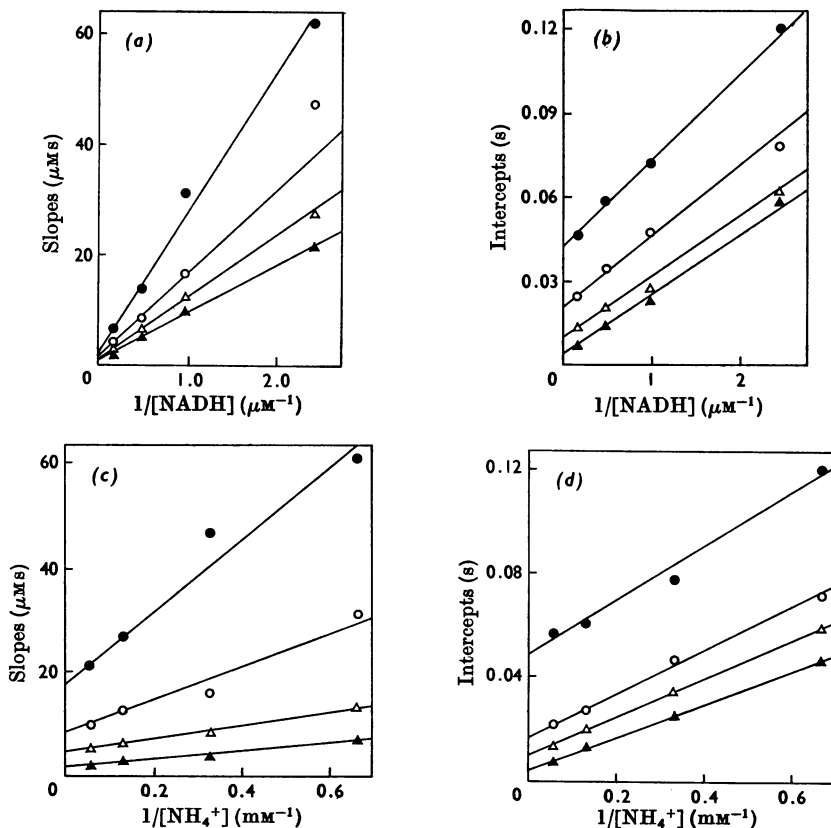 (a)
60
40
20
0
1.0
2.0
Slopes (μMs)
1/[NADH] (μM⁻¹)
(b)
0.12
0.09
0.06
0.03
0
1
2
Intercepts (s)
1/[NADH] (μM⁻¹)
(c)
60
40
20
0
0.2
0.4
0.6
Slopes (μMs)
1/[NH₄⁺] (mM⁻¹)
(d)
0.12
0.08
0.04
0
0.2
0.4
0.6
Intercepts (s)
1/[NH₄⁺] (mM⁻¹)